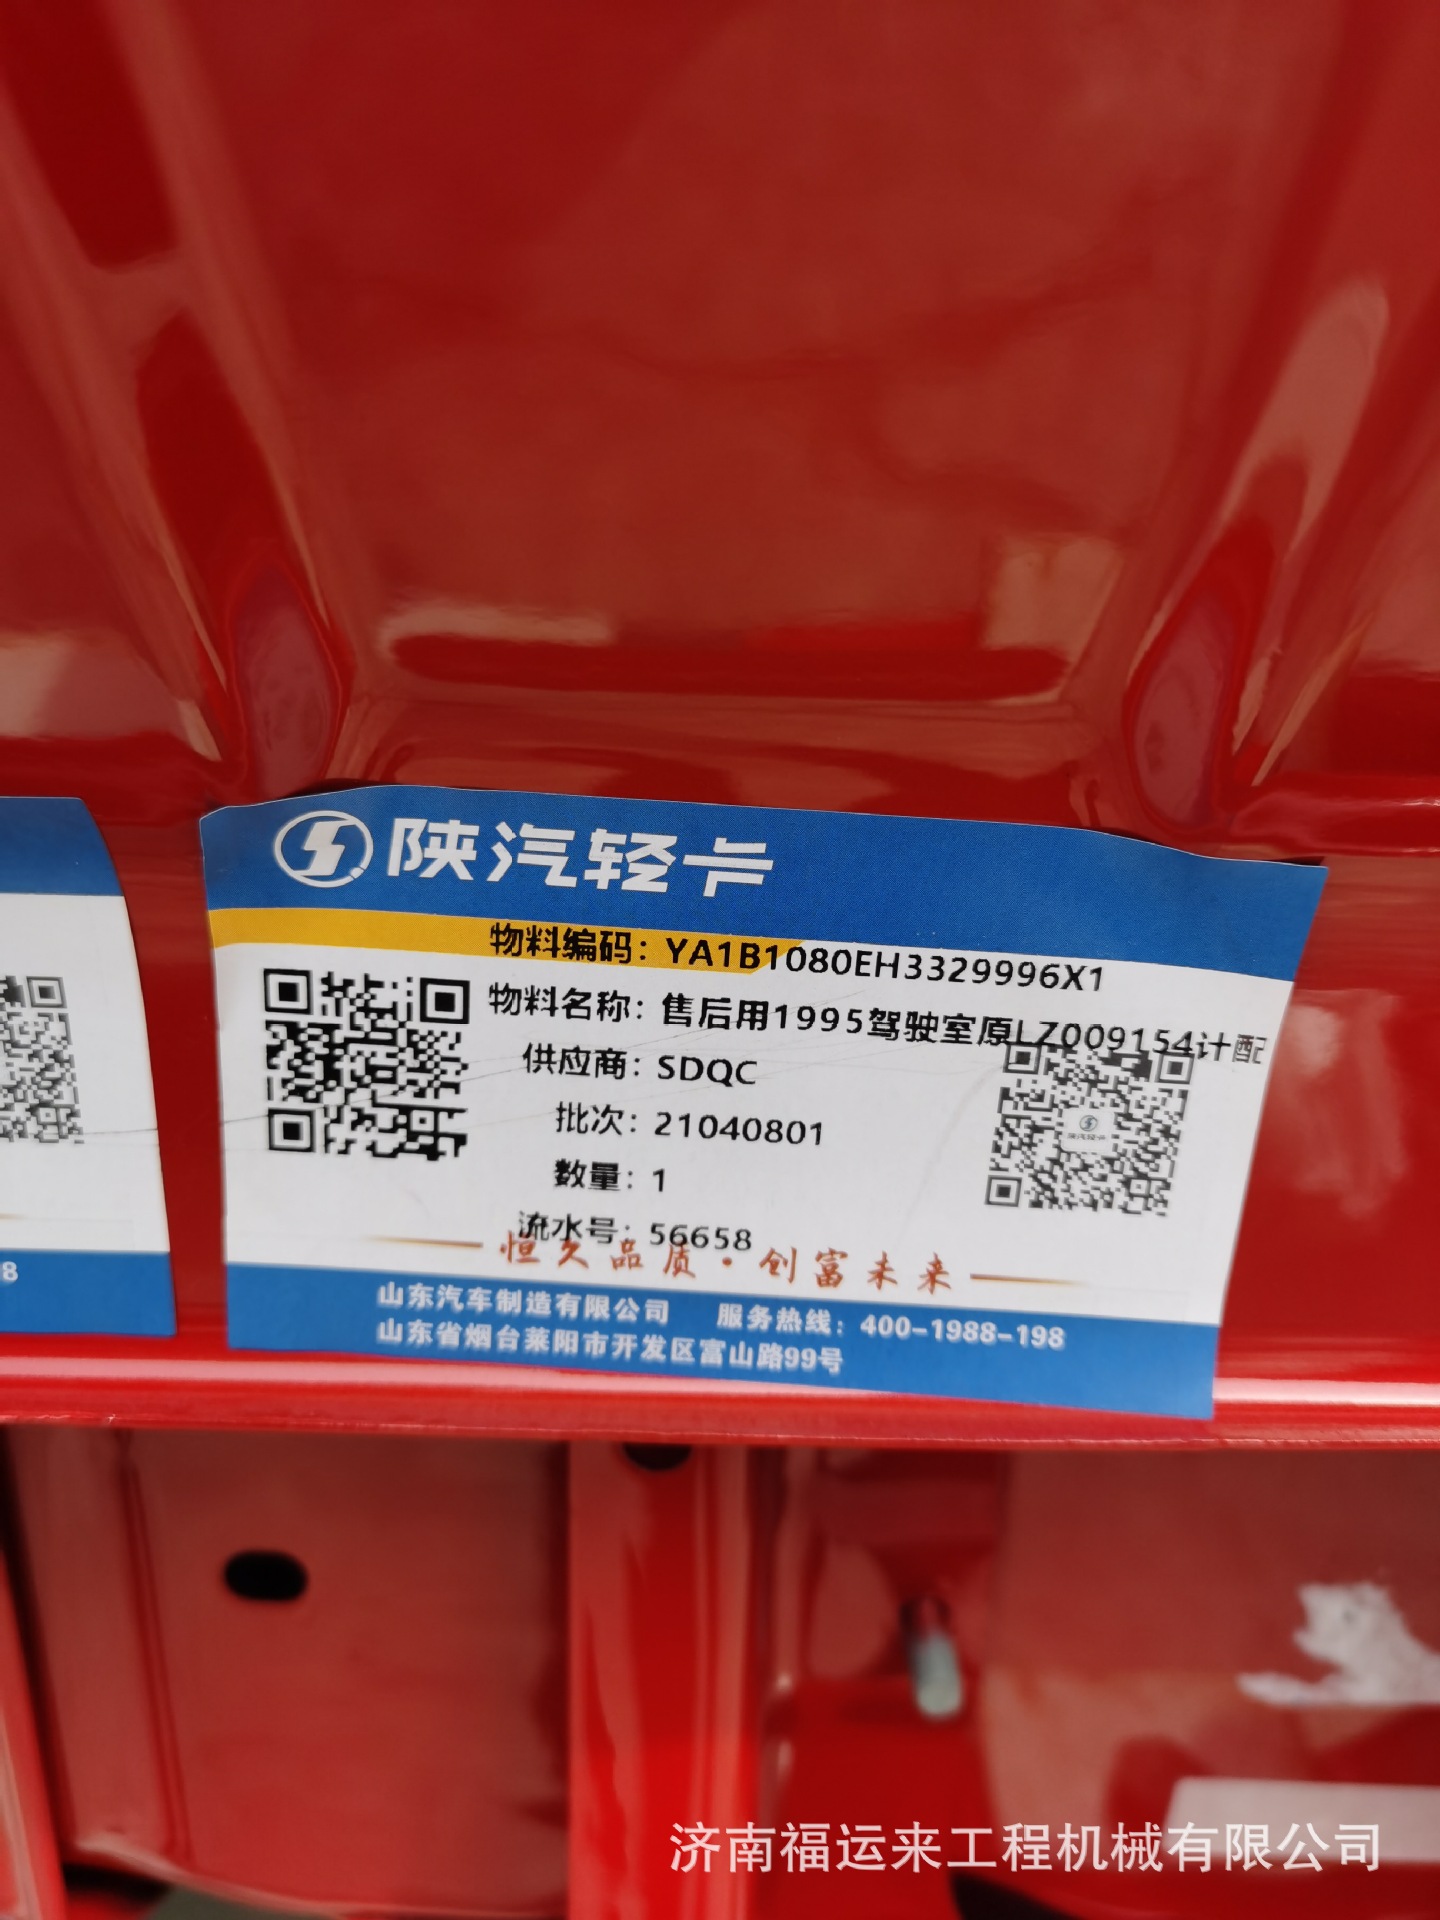 陕汽轻卡
物料编码：YA1B1080EH3329996X1
物料名称：售后用1995驾驶室原LZ009154计配
供应商：SDQC
批次：21040801
数量：1
流水号：56658
恒久品质·创富未来
山东汽车制造有限公司 服务热线：400-1988-198
山东省烟台莱阳市开发区富山路99号
8
陕汽轻卡
济南福运来工程机械有限公司